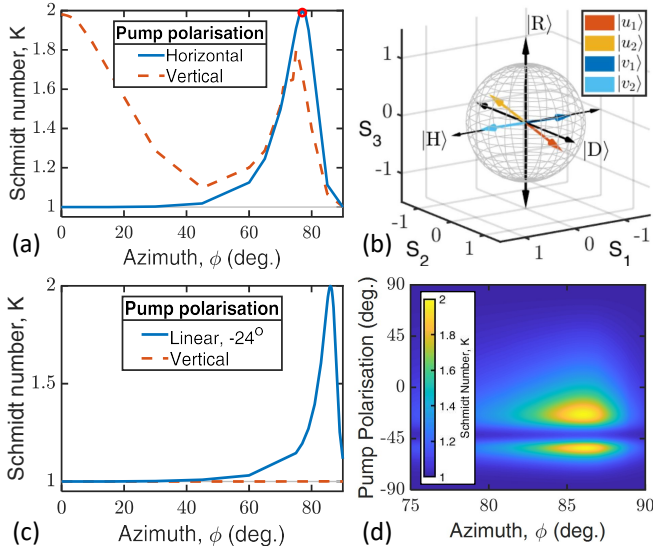 2
1.8
1.6
1.4
1.2
1
Schmidt number, K
Pump polarisation
Horizontal
Vertical
0
20
40
60
80
Azimuth, ϕ (deg.)
(a)
|R⟩
|u₁⟩
|u₂⟩
|v₁⟩
|v₂⟩
1
0
-1
S₃
|H⟩
|D⟩
-1
0
1
S₂
1
0
-1
S₁
(b)
2
1.5
1
Schmidt number, K
Pump polarisation
Linear, -24°
Vertical
0
20
40
60
80
Azimuth, ϕ (deg.)
(c)
90
45
0
-45
-90
Pump Polarisation (deg.)
2
1.8
1.6
1.4
1.2
1
Schmidt Number, K
75
80
85
90
Azimuth, ϕ (deg.)
(d)